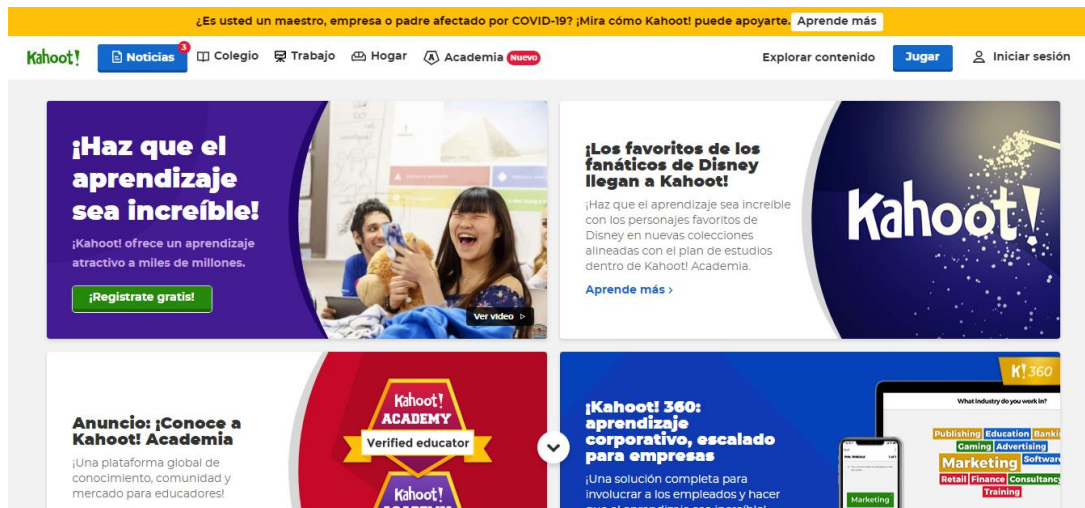 ¿Es usted un maestro, empresa o padre afectado por COVID-19? ¡Mira cómo Kahoot! puede apoyarte. Aprende más
Kahoot! Noticias 3 Colegio Trabajo Hogar Academia Nuevo Explorar contenido Jugar Iniciar sesión
¡Haz que el
aprendizaje
sea increíble!
¡Kahoot! ofrece un aprendizaje
atractivo a miles de millones.
¡Registrate gratis!
Ver video
¡Los favoritos de los
fanáticos de Disney
llegan a Kahoot!
¡Haz que el aprendizaje sea increíble
con los personajes favoritos de
Disney en nuevas colecciones
alineadas con el plan de estudios
dentro de Kahoot! Academia.
Aprende más >
Kahoot!
Anuncio: ¡Conoce a
Kahoot! Academia
¡Una plataforma global de
conocimiento, comunidad y
mercado para educadores!
Kahoot!
ACADEMY
Verified educator
Kahoot!
ACADEMY
¡Kahoot! 360:
aprendizaje
corporativo, escalado
para empresas
¡Una solución completa para
involucrar a los empleados y hacer
que el aprendizaje sea increíble!
K! 360
What industry do you work in?
Publishing Education
Gaming Advertising
Marketing Software
Retail Finance Consultancy
Training
Marketing